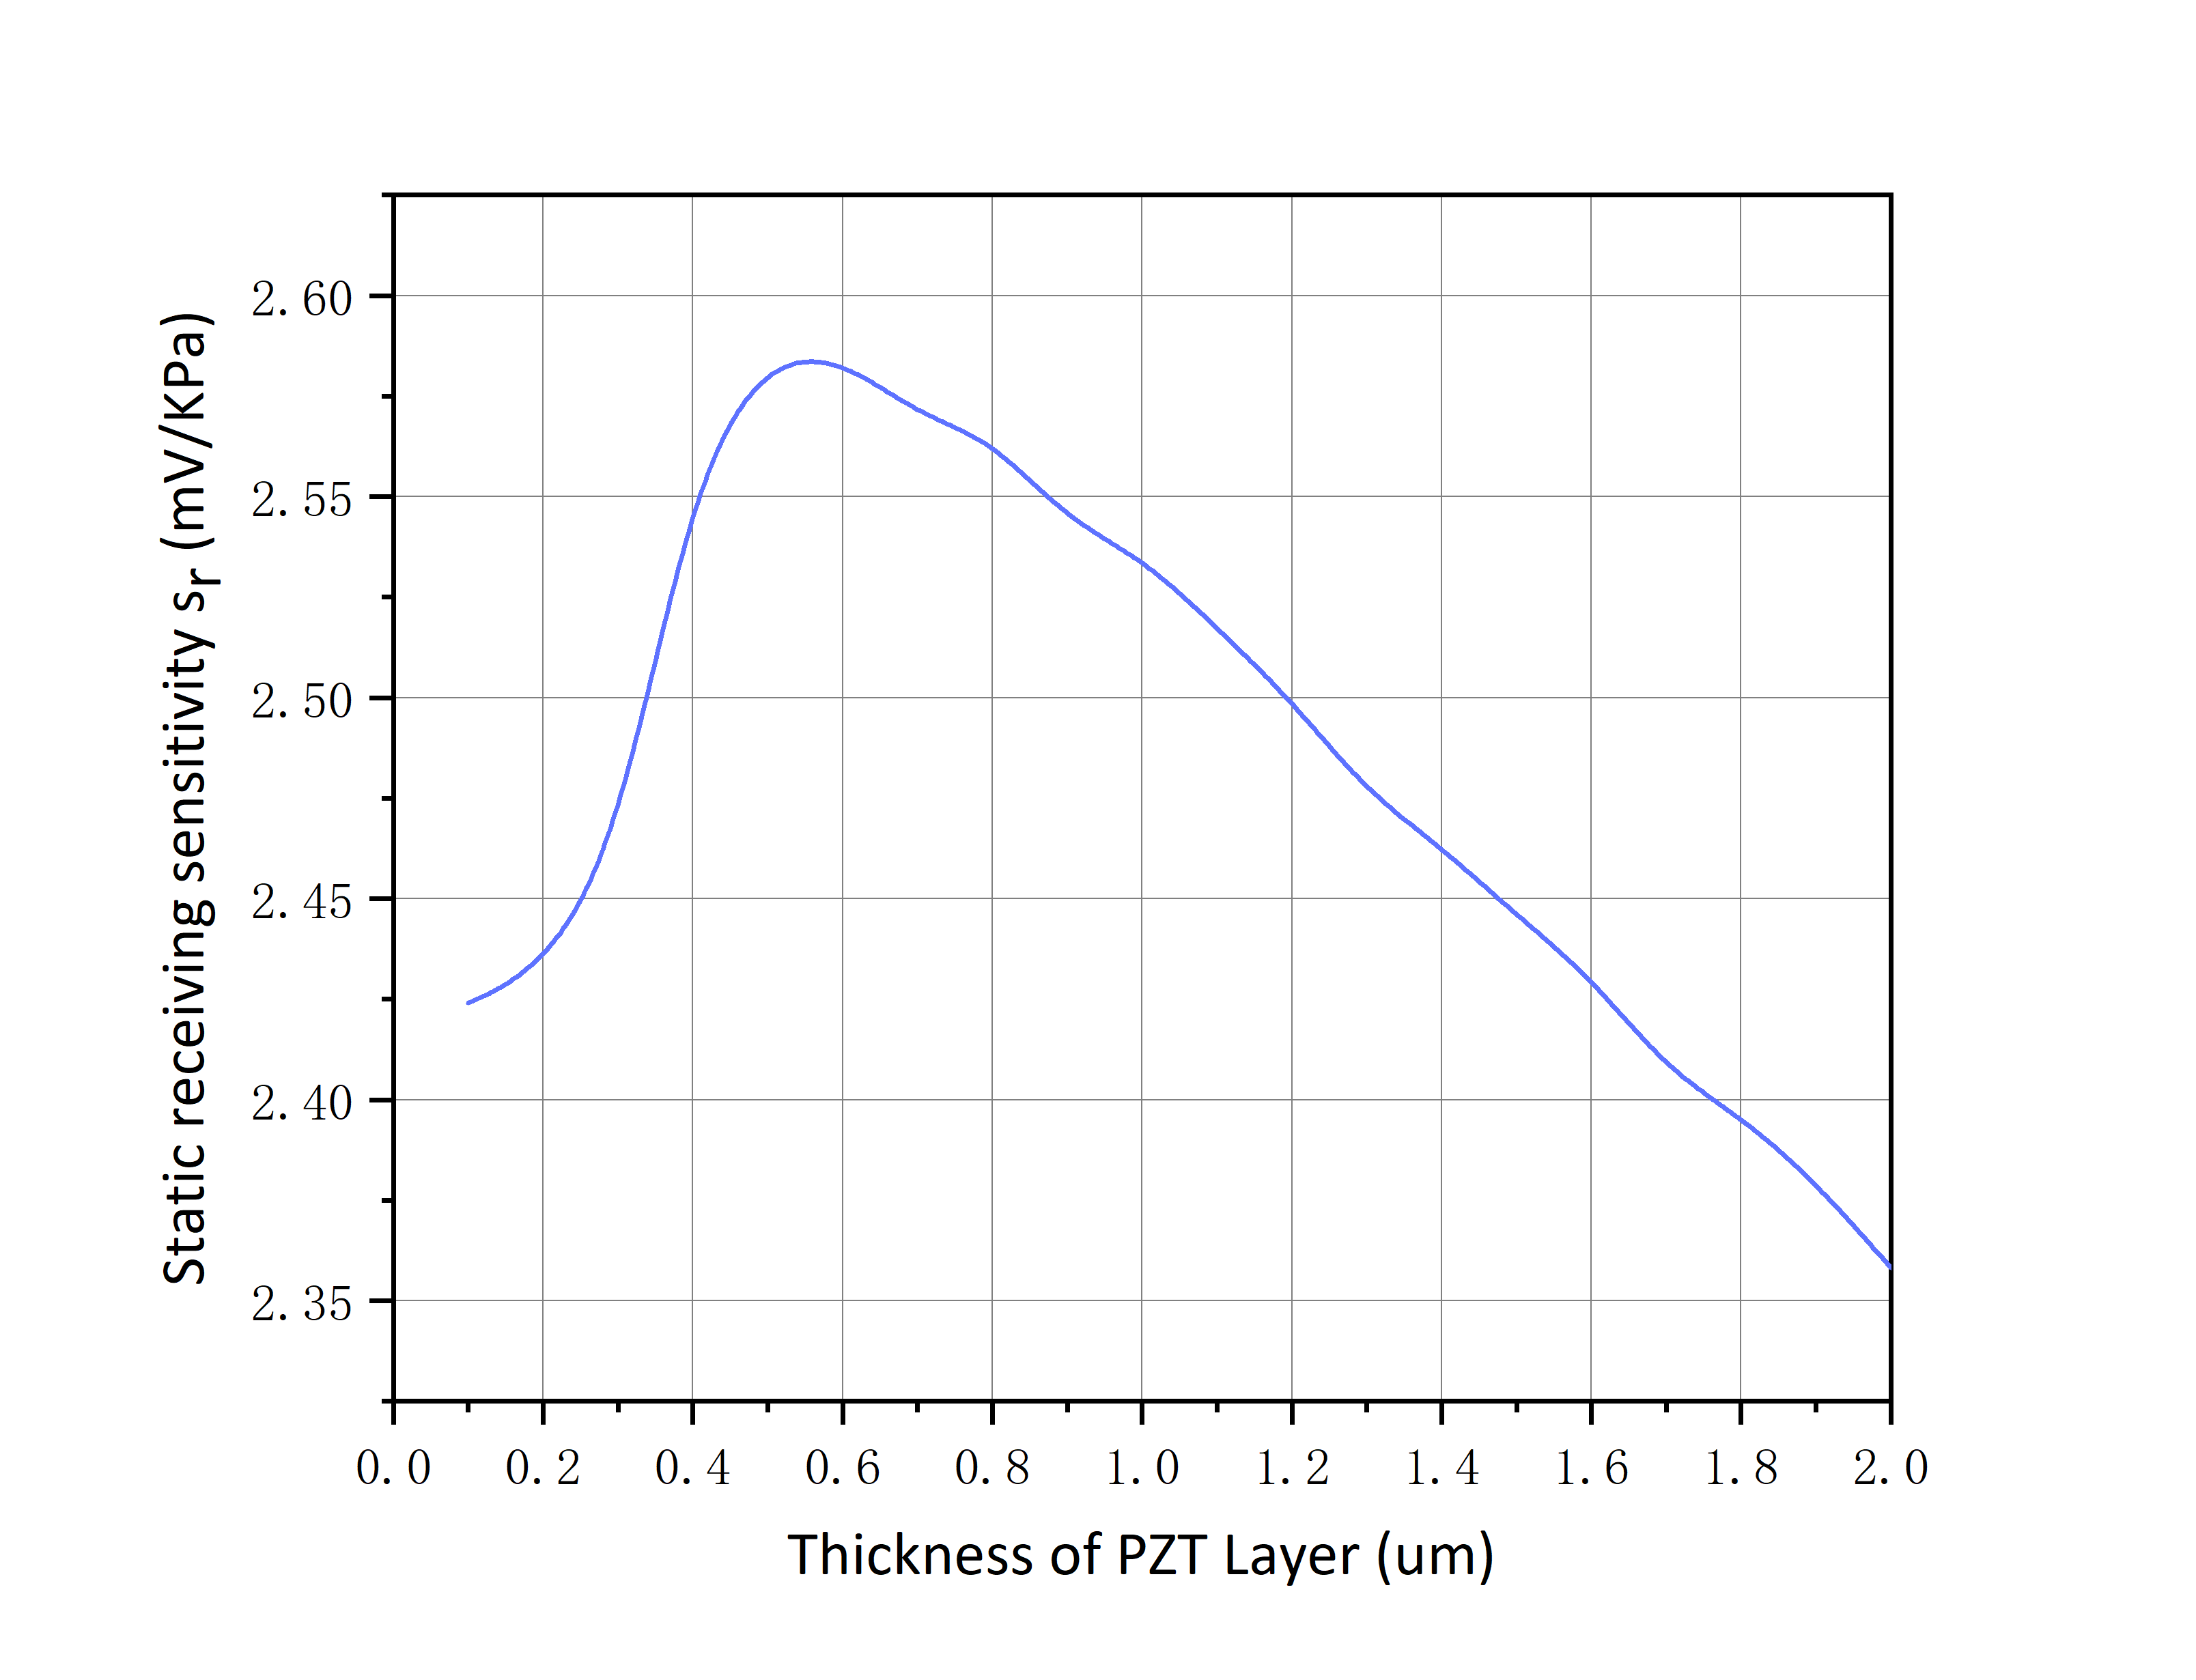 Static receiving sensitivity sr (mV/KPa)
2.60
2.55
2.50
2.45
2.40
2.35
0.0 0.2 0.4 0.6 0.8 1.0 1.2 1.4 1.6 1.8 2.0
Thickness of PZT Layer (um)